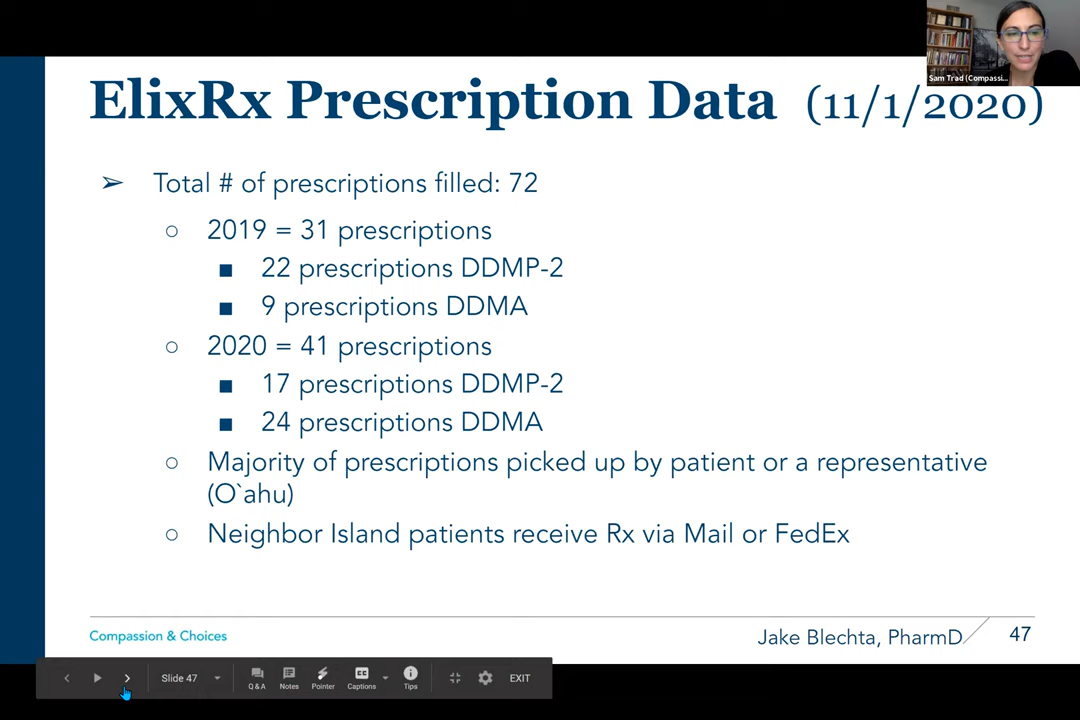 Sam Trad (Compassi...
ElixRx Prescription Data (11/1/2020)
➢ Total # of prescriptions filled: 72
○ 2019 = 31 prescriptions
■ 22 prescriptions DDMP-2
■ 9 prescriptions DDMA
○ 2020 = 41 prescriptions
■ 17 prescriptions DDMP-2
■ 24 prescriptions DDMA
○ Majority of prescriptions picked up by patient or a representative
(O`ahu)
○ Neighbor Island patients receive Rx via Mail or FedEx
Compassion & Choices
Jake Blechta, PharmD
47
Slide 47
Q & A
Notes
Pointer
Captions
Tips
EXIT